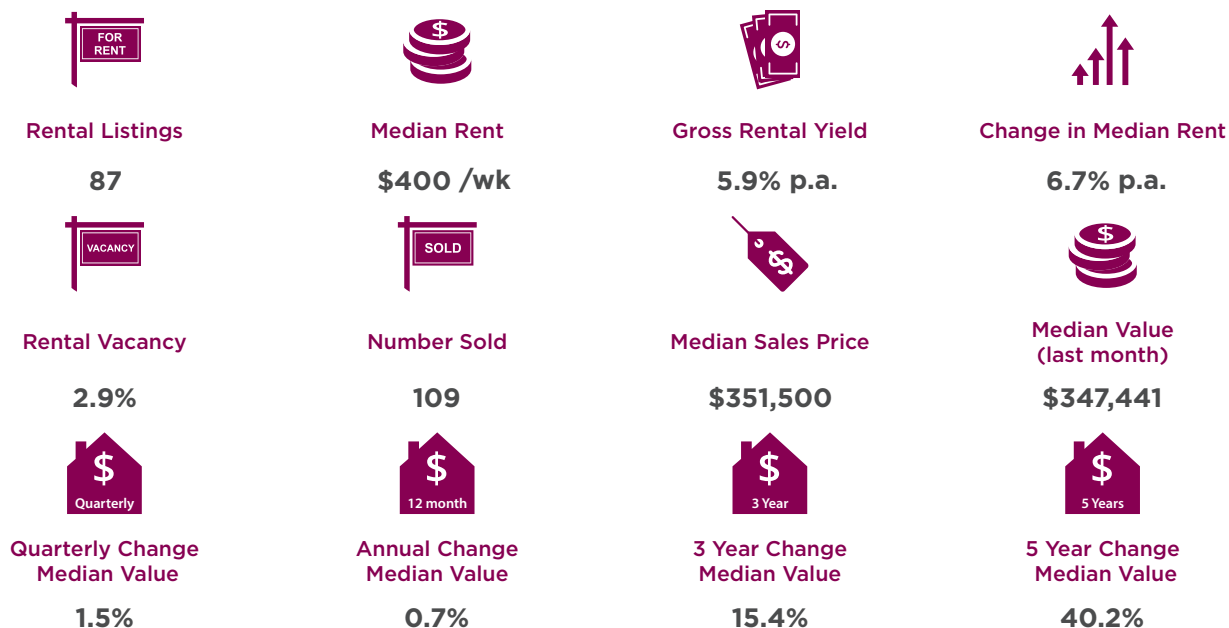 FOR
RENT
$
$
$
Rental Listings
Median Rent
Gross Rental Yield
Change in Median Rent
87
$400 /wk
5.9% p.a.
6.7% p.a.
VACANCY
SOLD
$
$
Rental Vacancy
Number Sold
Median Sales Price
Median Value
(last month)
2.9%
109
$351,500
$347,441
$
Quarterly
$
12 month
$
3 Year
$
5 Years
Quarterly Change
Median Value
Annual Change
Median Value
3 Year Change
Median Value
5 Year Change
Median Value
1.5%
0.7%
15.4%
40.2%